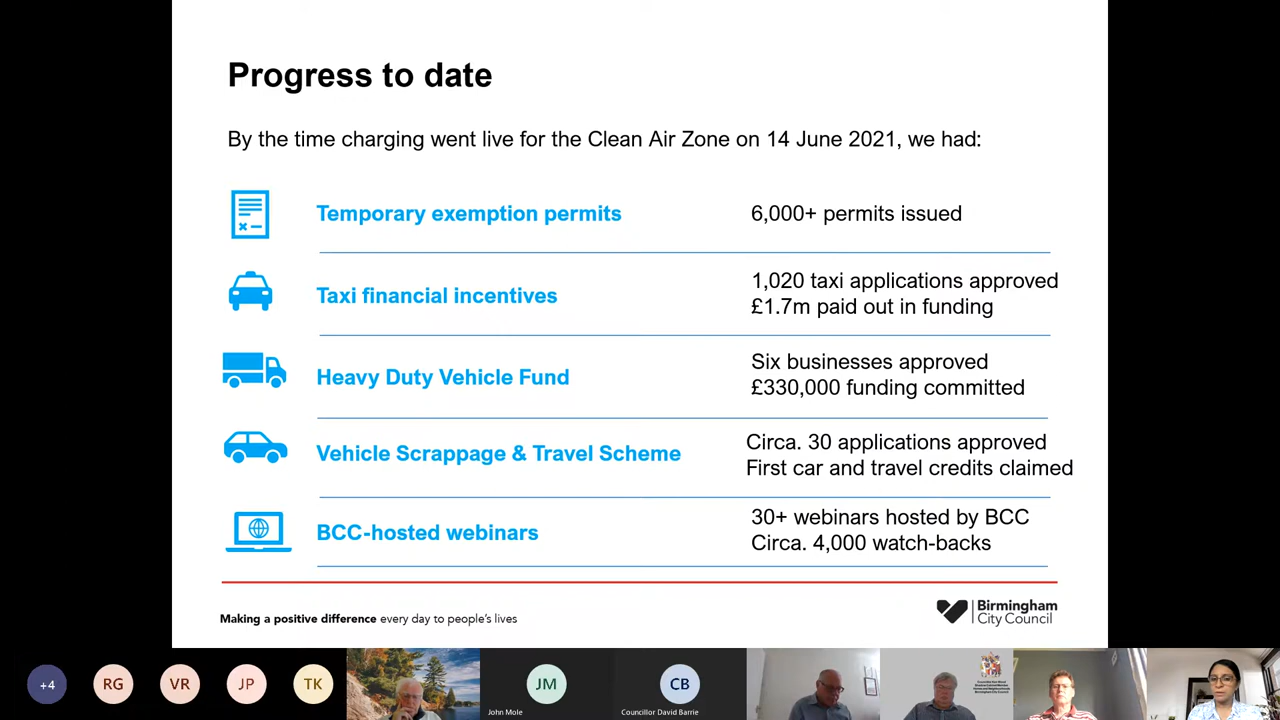 Progress to date
By the time charging went live for the Clean Air Zone on 14 June 2021, we had:
Temporary exemption permits
6,000+ permits issued
Taxi financial incentives
1,020 taxi applications approved
£1.7m paid out in funding
Heavy Duty Vehicle Fund
Six businesses approved
£330,000 funding committed
Vehicle Scrappage & Travel Scheme
Circa. 30 applications approved
First car and travel credits claimed
BCC-hosted webinars
30+ webinars hosted by BCC
Circa. 4,000 watch-backs
Making a positive difference every day to people's lives
Birmingham
City Council
+4
RG
VR
JP
TK
JM
John Mole
CB
Councillor David Barrie